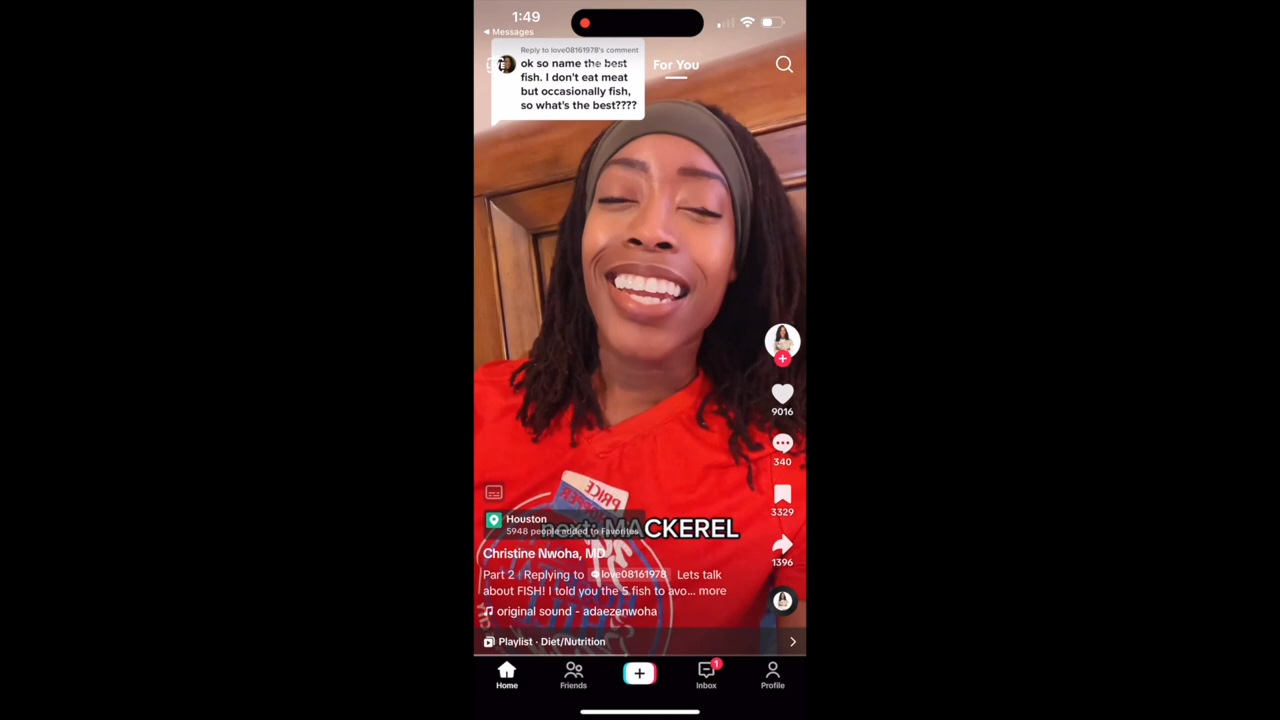 1:49
Messages
Reply to love08161978's comment
ok so name the best
fish. I don't eat meat
but occasionally fish,
so what's the best????
For You
9016
340
3329
1396
PRICE
Houston
5948 people added to Favorites
next: MACKEREL
Christine Nwoha, MD
Part 2 | Replying to love08161978 Lets talk
about FISH! I told you the 5 fish to avo... more
original sound - adaezenwoha
Playlist · Diet/Nutrition
Home
Friends
1
Inbox
Profile